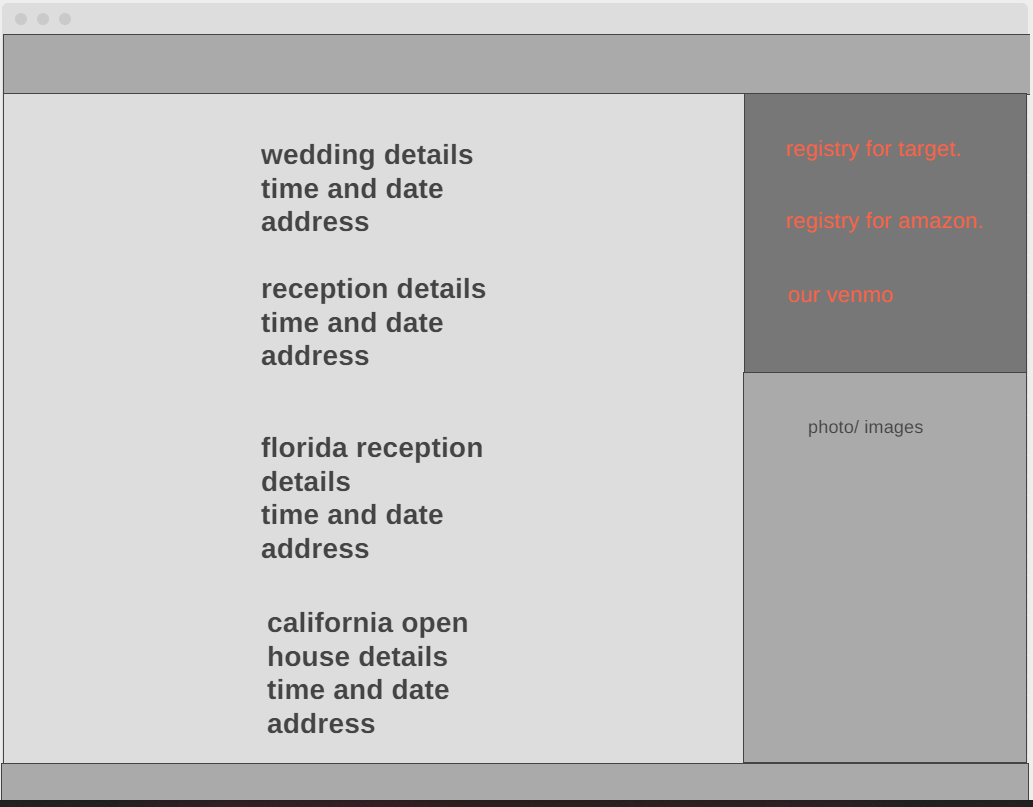 wedding details
time and date
address
reception details
time and date
address
florida reception
details
time and date
address
california open
house details
time and date
address
registry for target.
registry for amazon.
our venmo
photo/ images